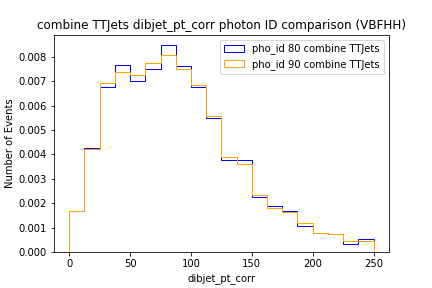 combine TTJets dibjet_pt_corr photon ID comparison (VBFHH)
pho_id 80 combine TTJets
pho_id 90 combine TTJets
Number of Events
0.008
0.007
0.006
0.005
0.004
0.003
0.002
0.001
0.000
0 50 100 150 200 250
dibjet_pt_corr